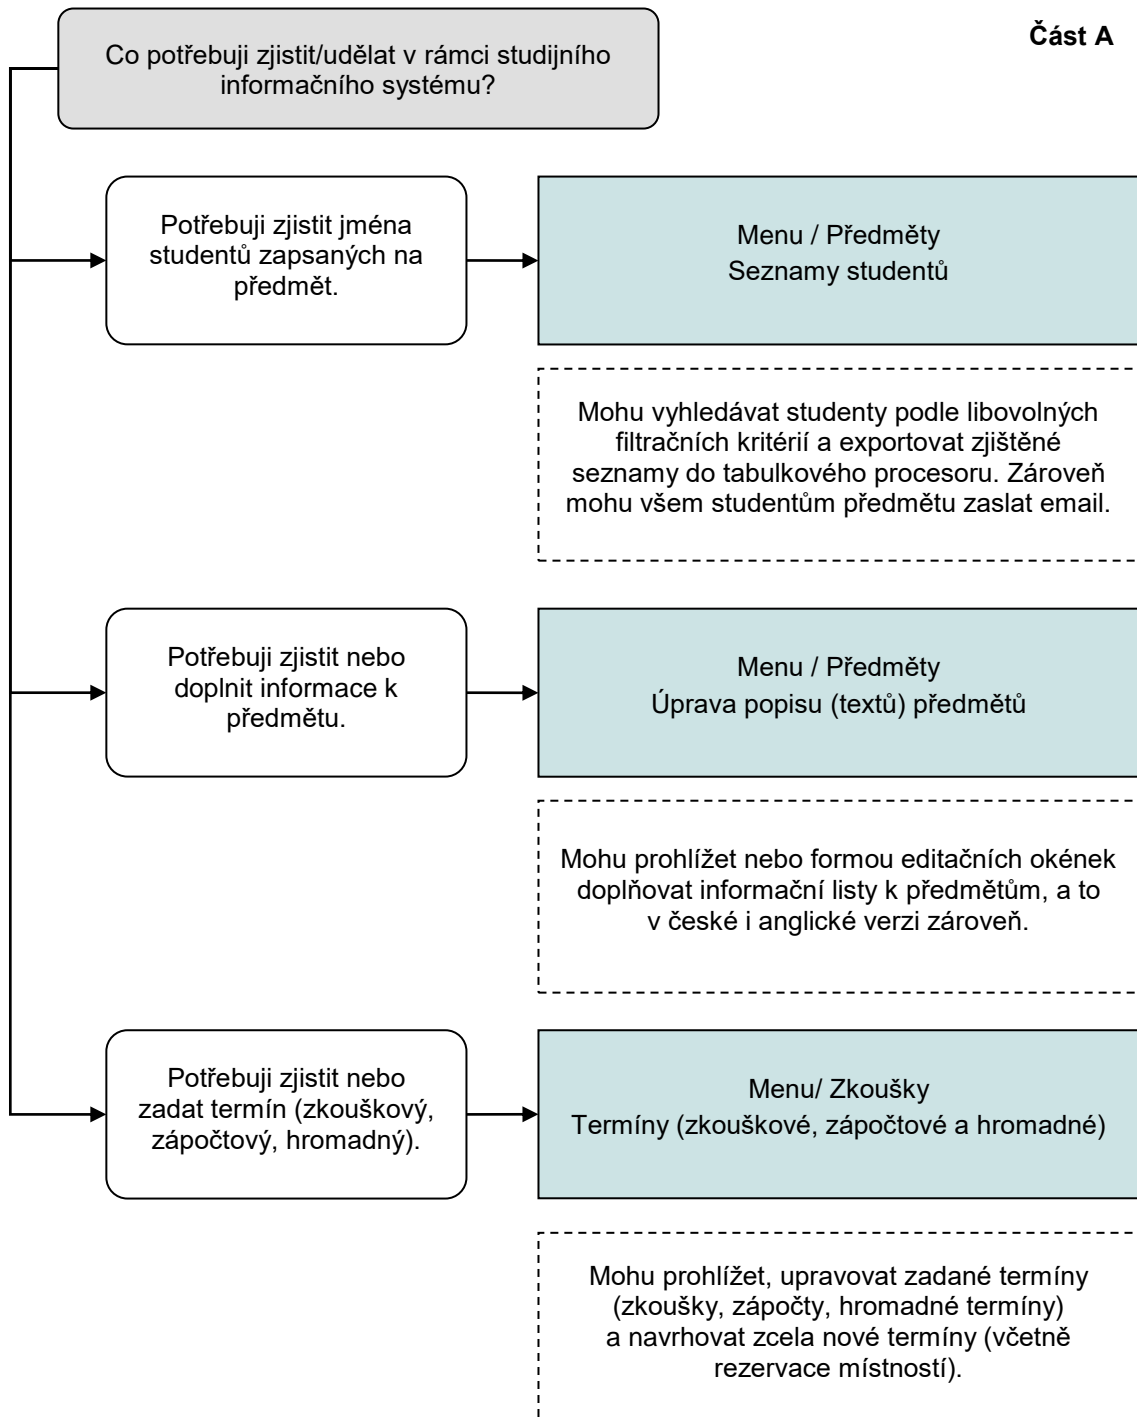 Část A
Co potřebuji zjistit/udělat v rámci studijního
informačního systému?
Potřebuji zjistit jména
studentů zapsaných na
předmět.
Menu / Předměty
Seznamy studentů
Mohu vyhledávat studenty podle libovolných
filtračních kritérií a exportovat zjištěné
seznamy do tabulkového procesoru. Zároveň
mohu všem studentům předmětu zaslat email.
Potřebuji zjistit nebo
doplnit informace k
předmětu.
Menu / Předměty
Úprava popisu (textů) předmětů
Mohu prohlížet nebo formou editačních okének
doplňovat informační listy k předmětům, a to
v české i anglické verzi zároveň.
Potřebuji zjistit nebo
zadat termín (zkouškový,
zápočtový, hromadný).
Menu/ Zkoušky
Termíny (zkouškové, zápočtové a hromadné)
Mohu prohlížet, upravovat zadané termíny
(zkoušky, zápočty, hromadné termíny)
a navrhovat zcela nové termíny (včetně
rezervace místností).